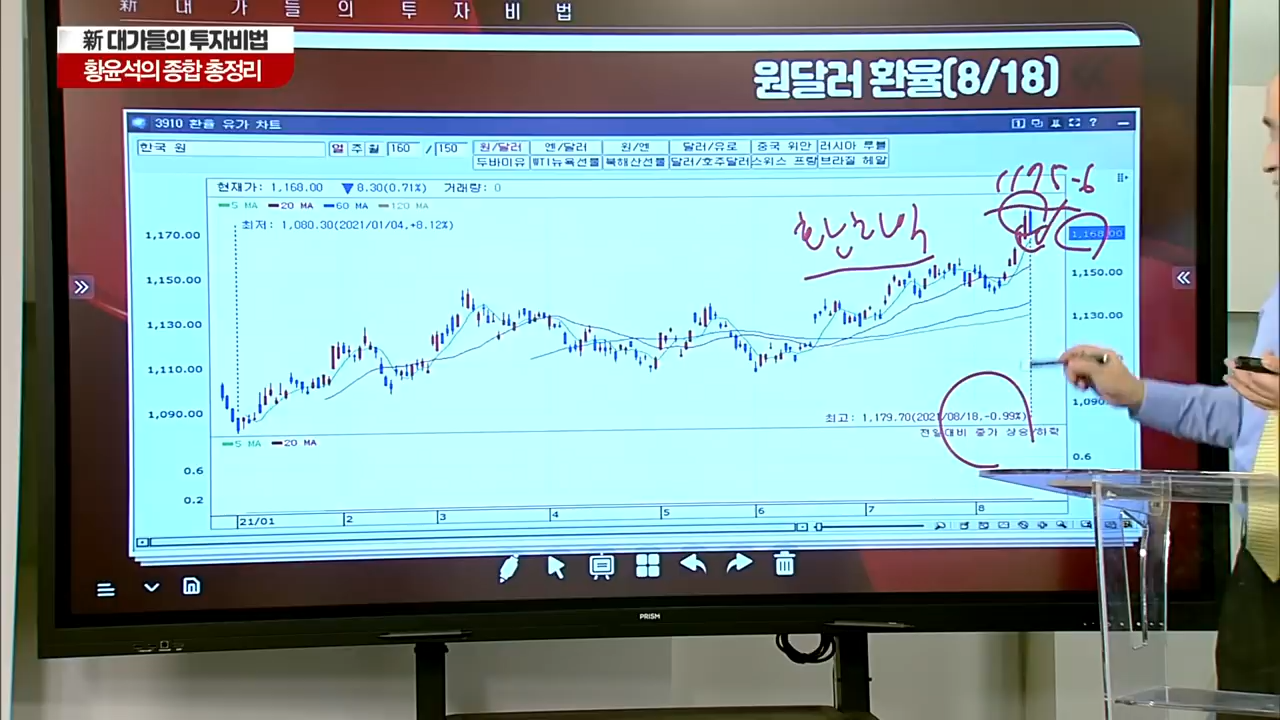 新 대 가 들 의 투 자 비 법
新 대가들의 투자비법
황윤석의 종합 총정리
원달러 환율(8/18)
3910 환율 유가 차트
한국 원 일 주 월 160 /150 원/달러 엔/달러 원/엔 달러/유로 중국 위안 러시아 루블
두바이유 WTI뉴욕선물 북해산선물 달러/호주달러 스위스 프랑 브라질 헤알
현재가: 1,168.00 ▼ 8.30(0.71%) 거래량: 0
5 MA 20 MA 60 MA 120 MA
최저: 1,080.30(2021/01/04,+8.12%)
1175-6
1,170.00 1,168.00
1,150.00 1,150.00
1,130.00 1,130.00
1,110.00
1,090.00 1,090
최고: 1,179.70(2021/08/18,-0.99%)
전일대비 증가 상승/하락
5 MA 20 MA
0.6 0.6
0.2
21/01 2 3 4 5 6 7 8
PRISM